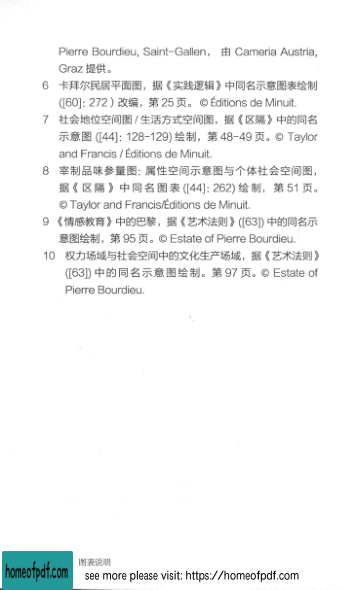 Pierre Bourdieu, Saint-Gallen， 由 Cameria Austria,
Graz 提供。
6 卡拜尔民居平面图，据《实践逻辑》中同名示意图表绘制
([60]: 272）改编，第 25 页。 © Éditions de Minuit.
7 社会地位空间图 / 生活方式空间图，据《区隔》中的同名
示意图 ([44]: 128-129) 绘制，第 48-49 页。© Taylor
and Francis / Éditions de Minuit.
8 宰制品味参量图: 属性空间示意图与个体社会空间图，
据《区隔》中同名图表 ([44]: 262) 绘制，第 51 页。
© Taylor and Francis/Éditions de Minuit.
9 《情感教育》中的巴黎，据《艺术法则》([63]) 中的同名示
意图绘制，第 95 页。© Estate of Pierre Bourdieu.
10 权力场域与社会空间中的文化生产场域，据《艺术法则》
([63]) 中的同名示意图绘制。第 97 页。© Estate of
Pierre Bourdieu.
图表说明
homeofpdf.com
see more please visit: https://homeofpdf.com